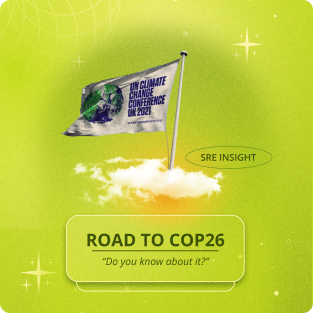 UN CLIMATE
CHANGE
CONFERENCE
UK 2021
SRE INSIGHT
ROAD TO COP26
"Do you know about it?"